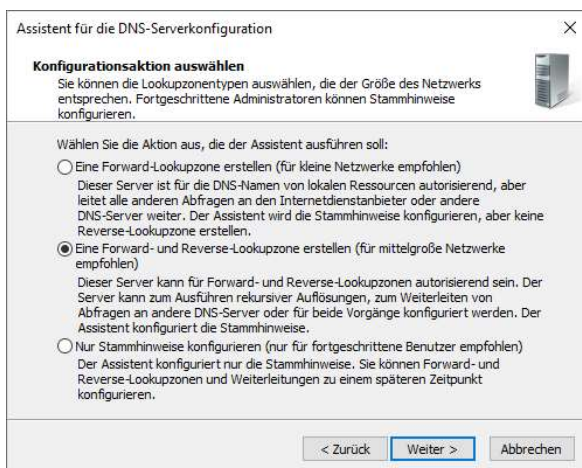 Assistent für die DNS-Serverkonfiguration
Konfigurationsaktion auswählen
Sie können die Lookupzonentypen auswählen, die der Größe des Netzwerks
entsprechen. Fortgeschrittene Administratoren können Stammhinweise
konfigurieren.
Wählen Sie die Aktion aus, die der Assistent ausführen soll:
Eine Forward-Lookupzone erstellen (für kleine Netzwerke empfohlen)
Dieser Server ist für die DNS-Namen von lokalen Ressourcen autorisierend, aber
leitet alle anderen Abfragen an den Internetdienstanbieter oder andere
DNS-Server weiter. Der Assistent wird die Stammhinweise konfigurieren, aber keine
Reverse-Lookupzone erstellen.
Eine Forward- und Reverse-Lookupzone erstellen (für mittelgroße Netzwerke
empfohlen)
Dieser Server kann für Forward- und Reverse-Lookupzonen autorisierend sein. Der
Server kann zum Ausführen rekursiver Auflösungen, zum Weiterleiten von
Abfragen an andere DNS-Server oder für beide Vorgänge konfiguriert werden. Der
Assistent konfiguriert die Stammhinweise.
Nur Stammhinweise konfigurieren (nur für fortgeschrittene Benutzer empfohlen)
Der Assistent konfiguriert nur die Stammhinweise. Sie können Forward- und
Reverse-Lookupzonen und Weiterleitungen zu einem späteren Zeitpunkt
konfigurieren.
< Zurück Weiter > Abbrechen